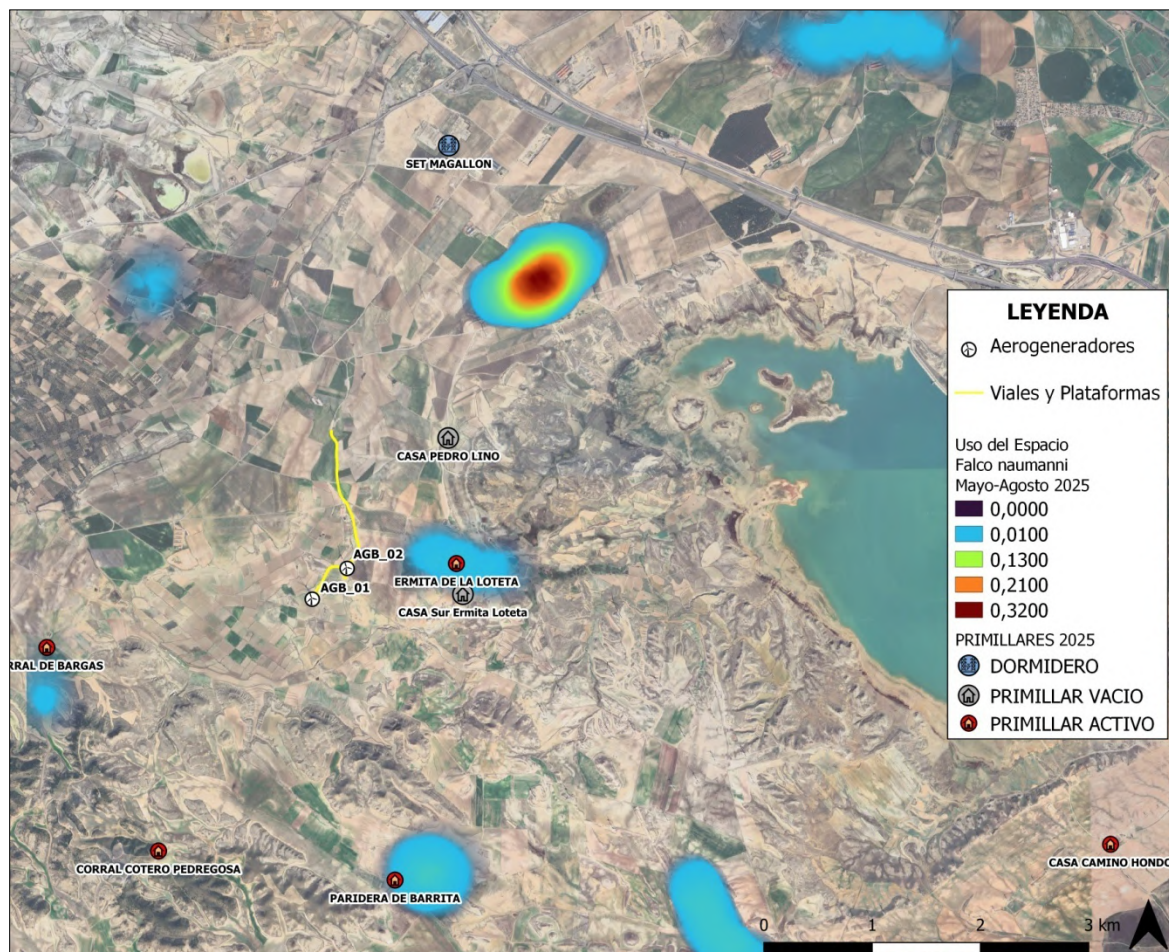 SET MAGALLON
CASA PEDRO LINO
AGB_02
AGB_01
ERMITA DE LA LOTETA
CASA Sur Ermita Loteta
RRAL DE BARGAS
CORRAL COTERO PEDREGOSA
PARIDERA DE BARRITA
CASA CAMINO HONDO
LEYENDA
Aerogeneradores
Viales y Plataformas
Uso del Espacio
Falco naumanni
Mayo-Agosto 2025
0,0000
0,0100
0,1300
0,2100
0,3200
PRIMILLARES 2025
DORMIDERO
PRIMILLAR VACIO
PRIMILLAR ACTIVO
0 1 2 3 km